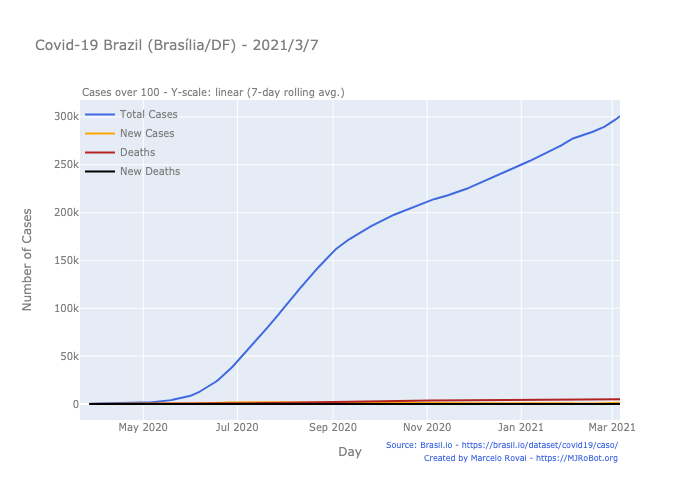 Covid-19 Brazil (Brasília/DF) - 2021/3/7
Cases over 100 - Y-scale: linear (7-day rolling avg.)
Total Cases
New Cases
Deaths
New Deaths
Number of Cases
300k
250k
200k
150k
100k
50k
0
May 2020
Jul 2020
Sep 2020
Nov 2020
Jan 2021
Mar 2021
Day
Source: Brasil.io - https://brasil.io/dataset/covid19/caso/
Created by Marcelo Rovai - https://MJRoBot.org